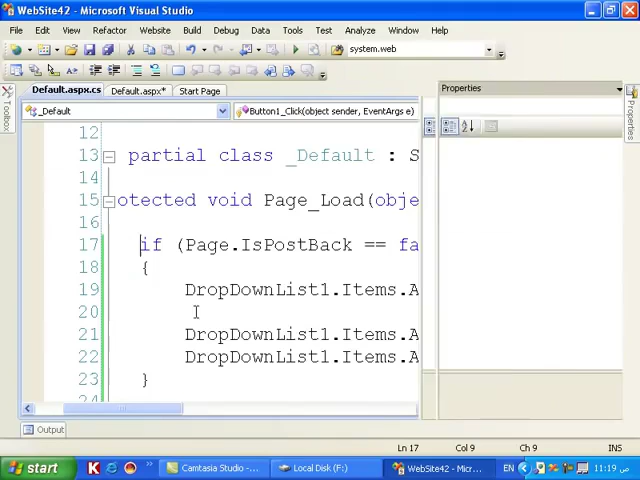 WebSite42 - Microsoft Visual Studio
File Edit View Refactor Website Build Debug Data Tools Test Analyze Window Help
system.web
Default.aspx.cs Default.aspx* Start Page
Properties
_Default Button1_Click(object sender, EventArgs e)
Toolbox
Properties
12
13 partial class _Default : S
14
15 otected void Page_Load(obje
16
17 if (Page.IsPostBack == fa
18 {
19 DropDownList1.Items.A
20
21 DropDownList1.Items.A
22 DropDownList1.Items.A
23 }
24
Output
Ln 17 Col 9 Ch 9 INS
start Camtasia Studio -... Local Disk (F:) WebSite42 - Micr... EN 11:19 ص